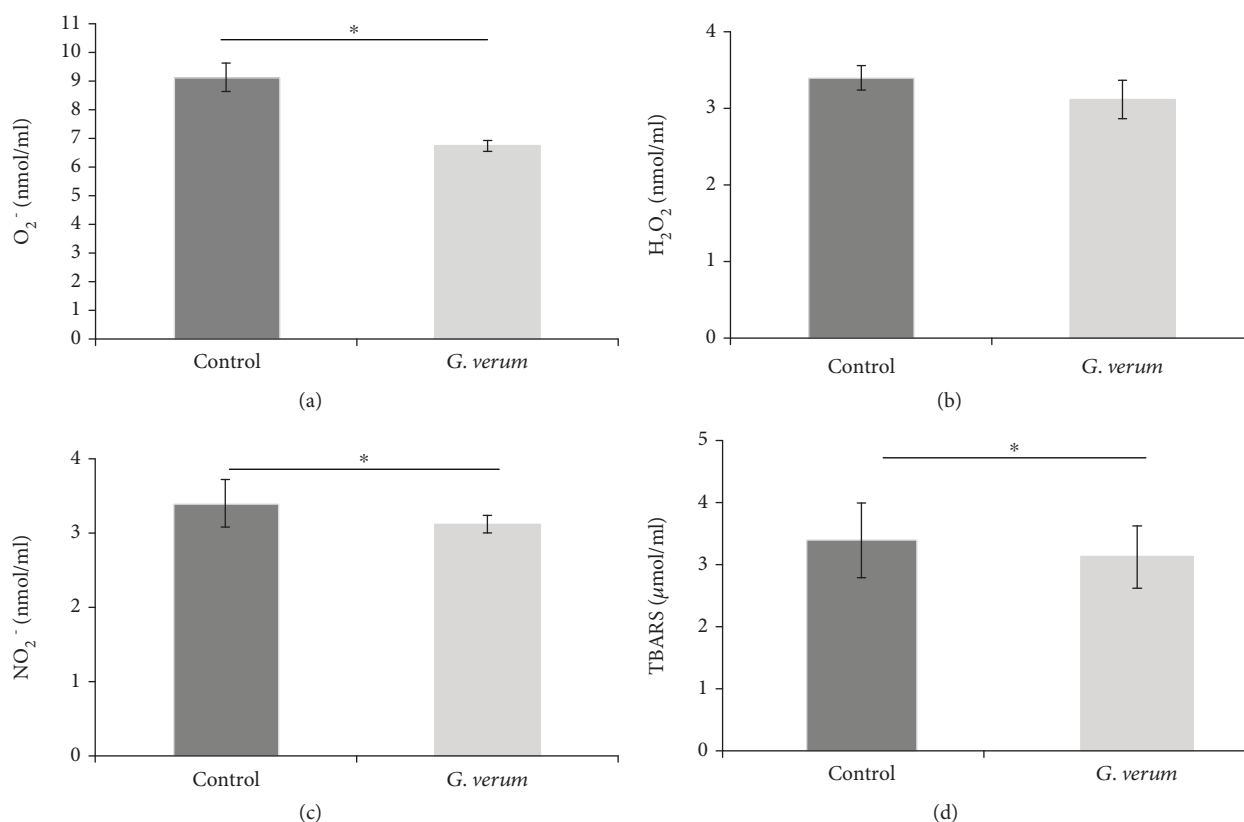 11
10
9
8
7
6
5
4
3
2
1
0
O₂⁻ (nmol/ml)
*
Control
G. verum
(a)
4
3
2
1
0
H₂O₂ (nmol/ml)
Control
G. verum
(b)
4
3
2
1
0
NO₂⁻ (nmol/ml)
*
Control
G. verum
(c)
5
4
3
2
1
0
TBARS (μmol/ml)
*
Control
G. verum
(d)